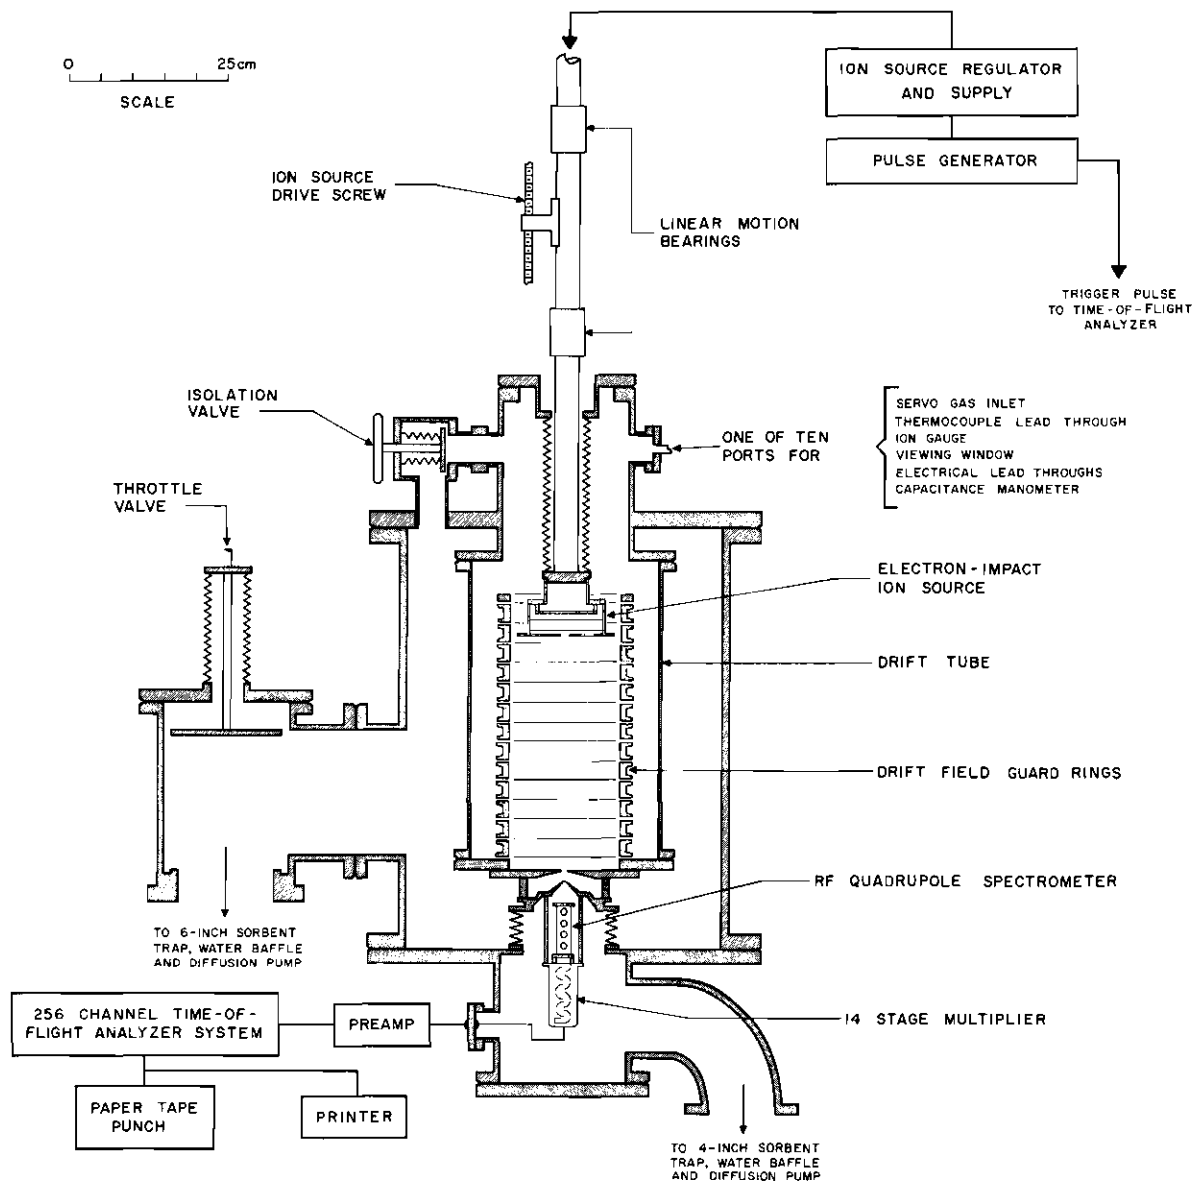 0 25cm
SCALE
ION SOURCE REGULATOR
AND SUPPLY
PULSE GENERATOR
TRIGGER PULSE
TO TIME-OF-FLIGHT
ANALYZER
ION SOURCE
DRIVE SCREW
LINEAR MOTION
BEARINGS
ISOLATION
VALVE
ONE OF TEN
PORTS FOR
SERVO GAS INLET
THERMOCOUPLE LEAD THROUGH
ION GAUGE
VIEWING WINDOW
ELECTRICAL LEAD THROUGHS
CAPACITANCE MANOMETER
THROTTLE
VALVE
ELECTRON-IMPACT
ION SOURCE
DRIFT TUBE
DRIFT FIELD GUARD RINGS
RF QUADRUPOLE SPECTROMETER
TO 6-INCH SORBENT
TRAP, WATER BAFFLE
AND DIFFUSION PUMP
256 CHANNEL TIME-OF-
FLIGHT ANALYZER SYSTEM
PREAMP
14 STAGE MULTIPLIER
PAPER TAPE
PUNCH
PRINTER
TO 4-INCH SORBENT
TRAP, WATER BAFFLE
AND DIFFUSION PUMP